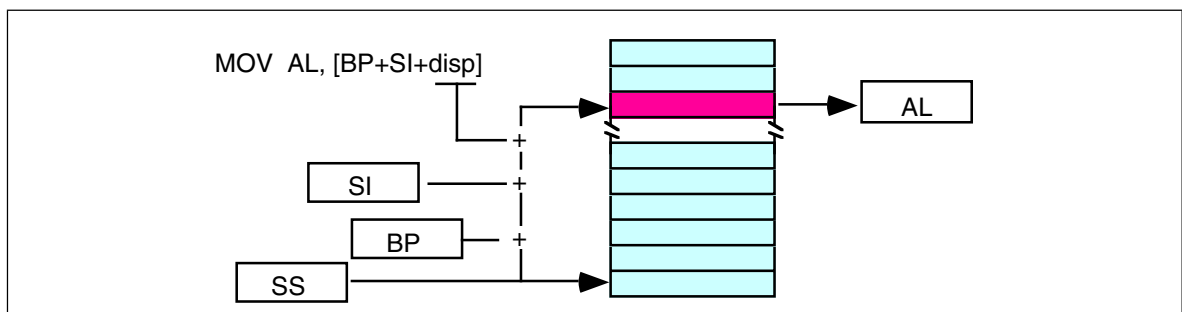 MOV AL, [BP+SI+disp]
AL
+
SI
+
BP
+
SS